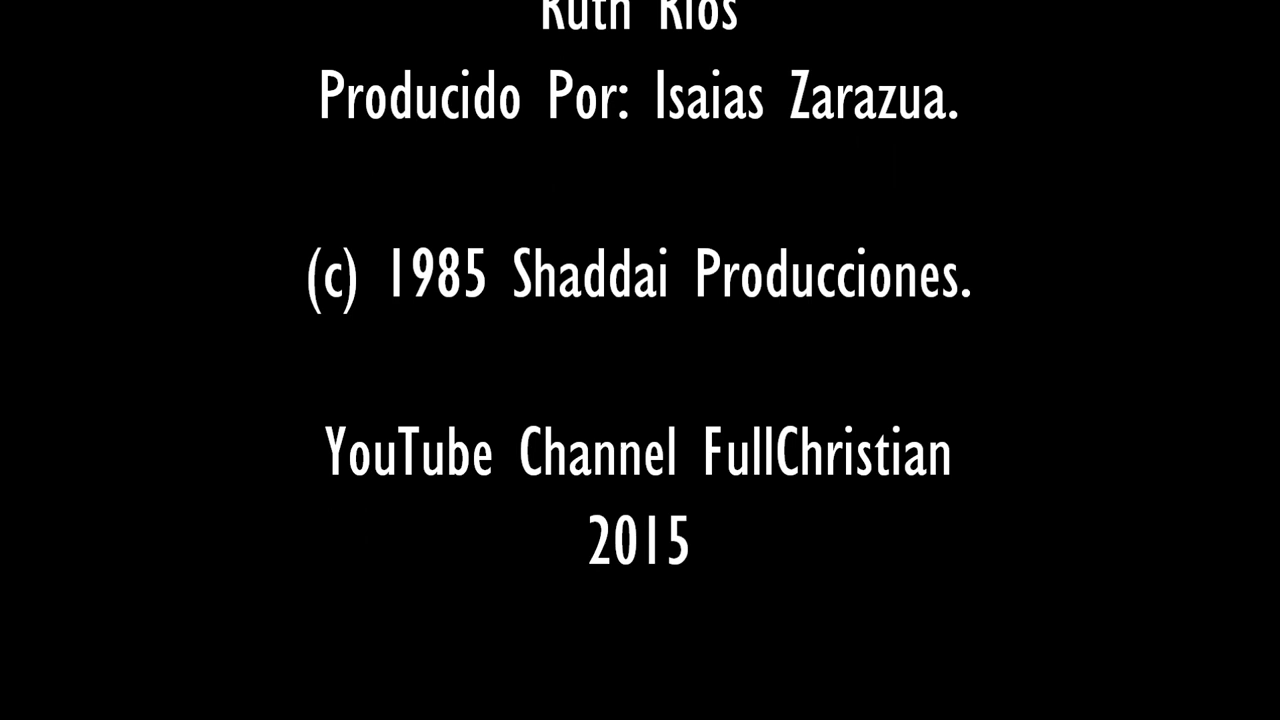 Ruth Rios
Producido Por: Isaias Zarazua.
(c) 1985 Shaddai Producciones.
YouTube Channel FullChristian
2015